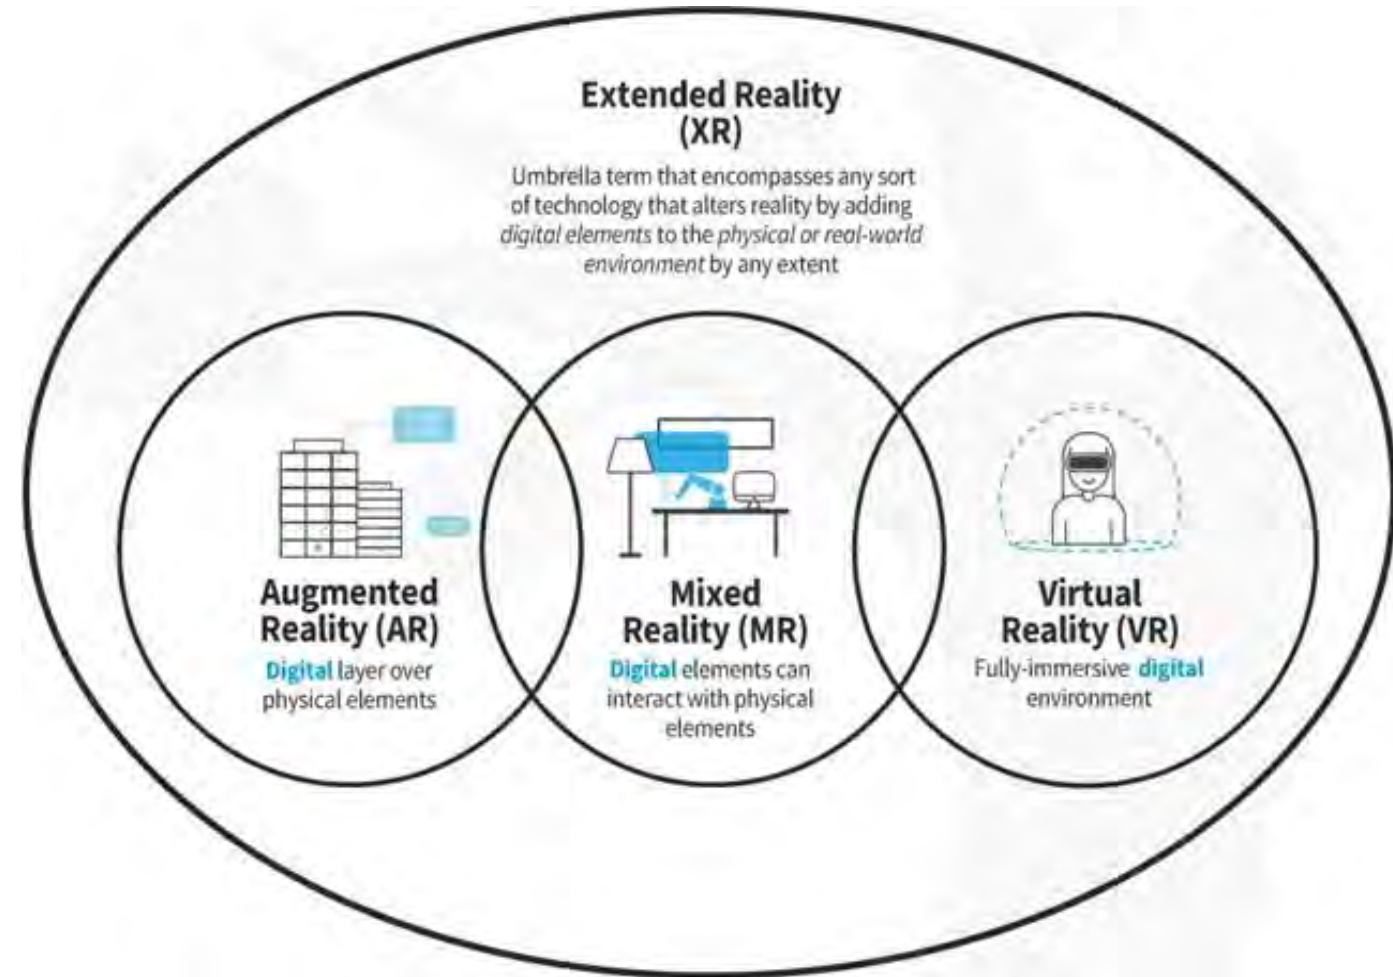 Extended Reality
(XR)
Umbrella term that encompasses any sort
of technology that alters reality by adding
digital elements to the physical or real-world
environment by any extent
Augmented
Reality (AR)
Digital layer over
physical elements
Mixed
Reality (MR)
Digital elements can
interact with physical
elements
Virtual
Reality (VR)
Fully-immersive digital
environment